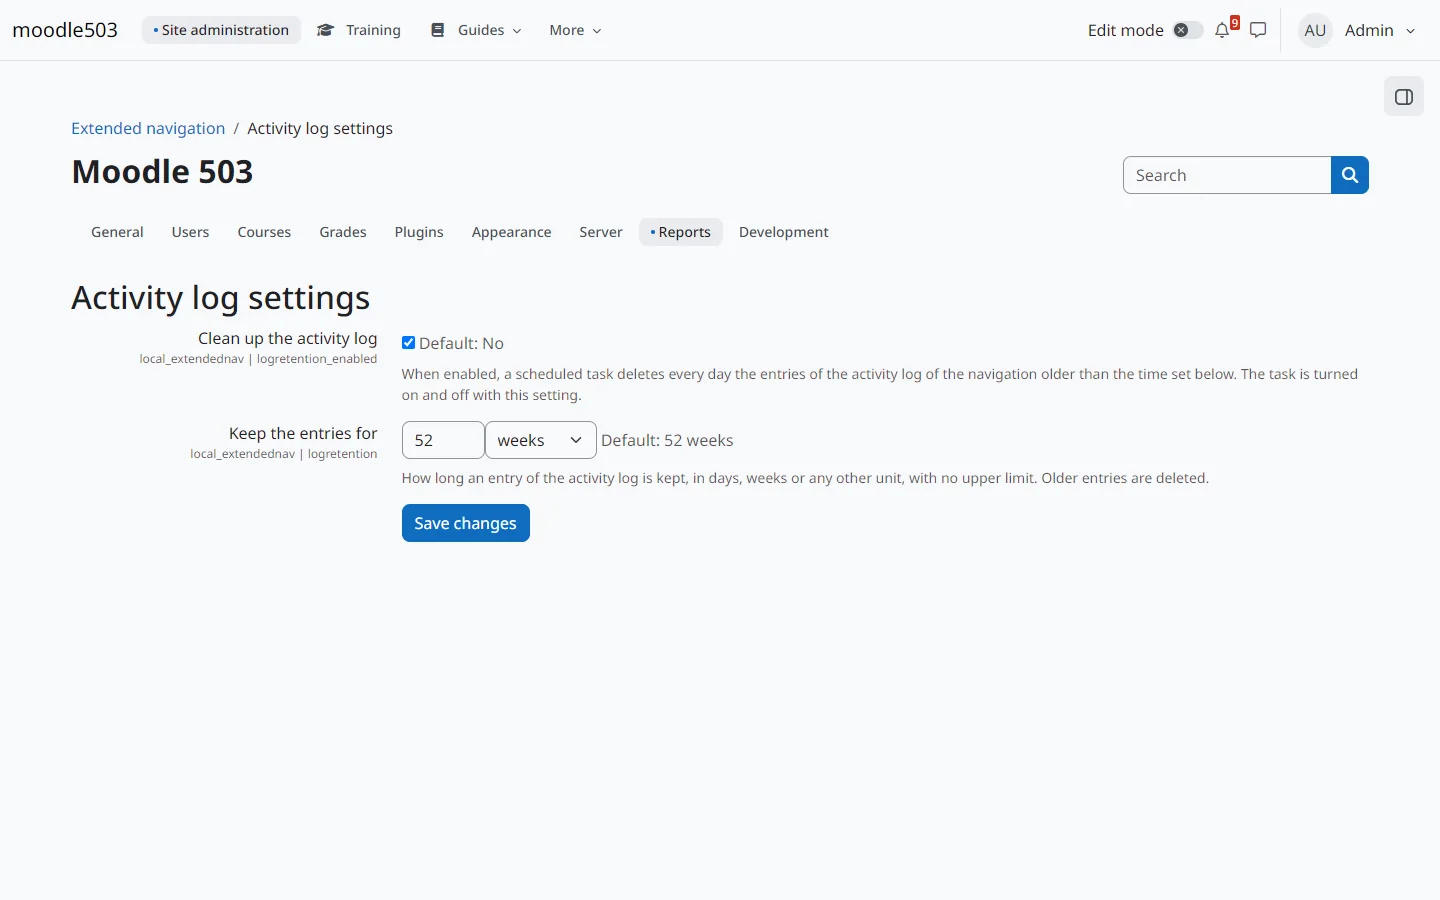 moodle503
Site administration
Training
Guides
More
Edit mode
9
AU
Admin
Extended navigation / Activity log settings
Moodle 503
Search
General
Users
Courses
Grades
Plugins
Appearance
Server
Reports
Development
Activity log settings
Clean up the activity log
local_extendednav | logretention_enabled
Default: No
When enabled, a scheduled task deletes every day the entries of the activity log of the navigation older than the time set below. The task is turned
on and off with this setting.
Keep the entries for
local_extendednav | logretention
52
weeks
Default: 52 weeks
How long an entry of the activity log is kept, in days, weeks or any other unit, with no upper limit. Older entries are deleted.
Save changes